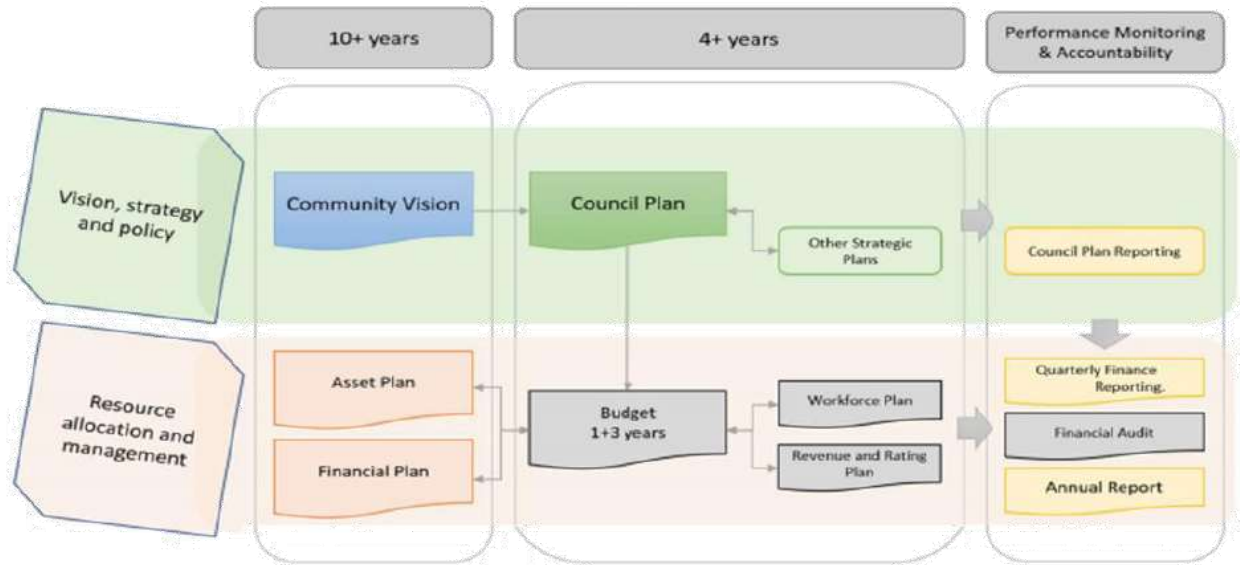 10+ years
4+ years
Performance Monitoring
& Accountability
Vision, strategy
and policy
Community Vision
Council Plan
Other Strategic
Plans
Council Plan Reporting
Resource
allocation and
management
Asset Plan
Financial Plan
Budget
1+3 years
Workforce Plan
Revenue and Rating
Plan
Quarterly Finance
Reporting.
Financial Audit
Annual Report